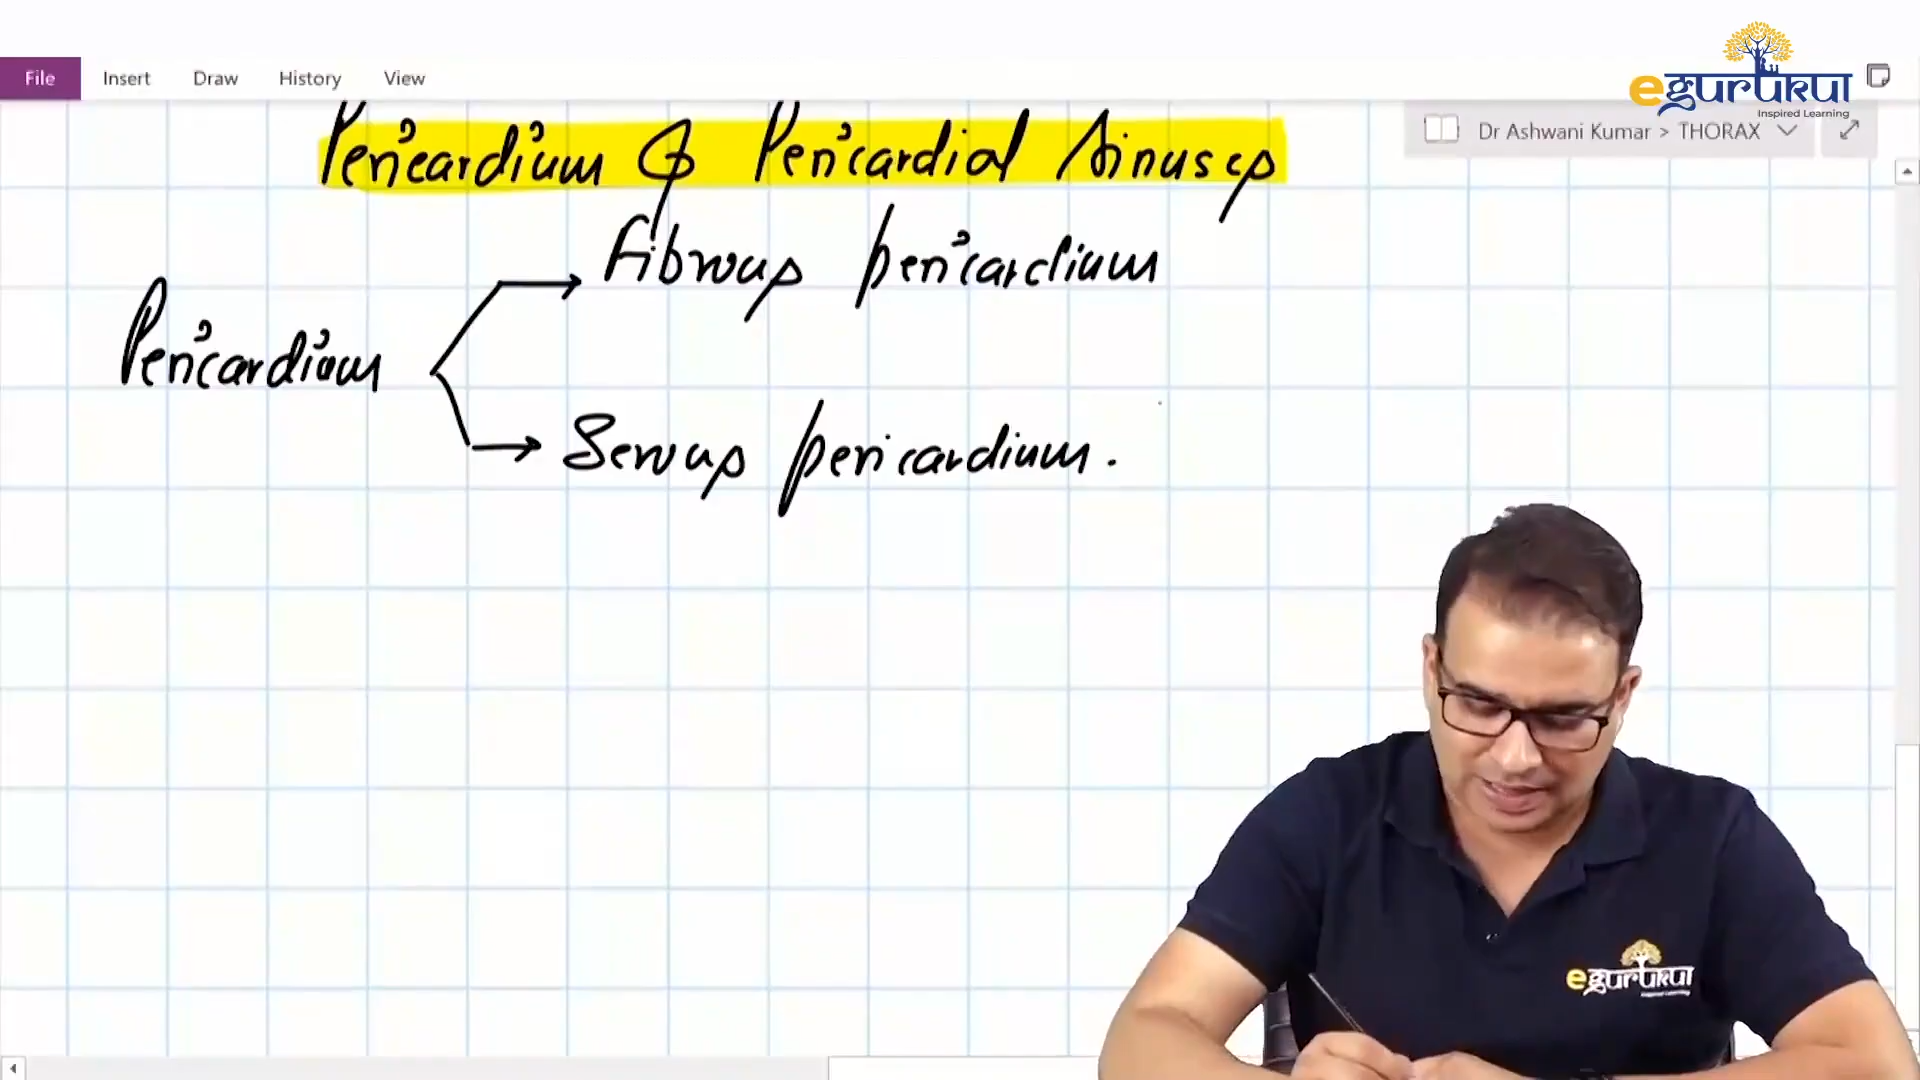 File Insert Draw History View
egurukul
Inspired Learning
Dr Ashwani Kumar > THORAX
Pericardium & Pericardial Sinuses
Fibrous pericardium
Pericardium
Serous pericardium.
egurukul